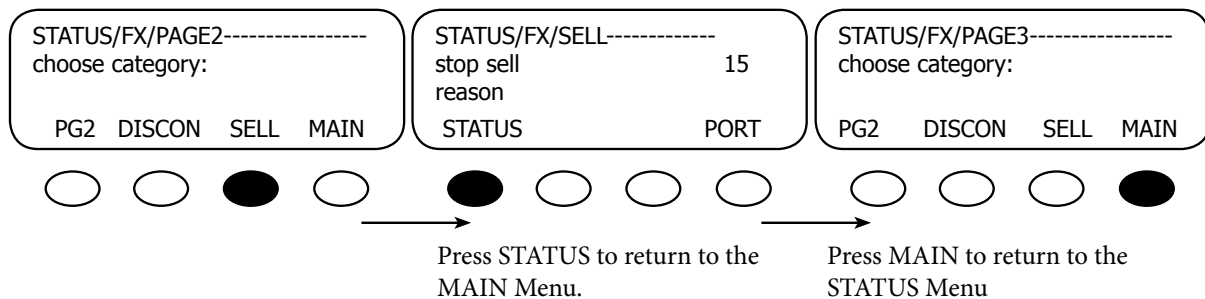 STATUS/FX/PAGE2-----------------
choose category:
PG2 DISCON SELL MAIN
STATUS/FX/SELL-------------
stop sell 15
reason
STATUS PORT
STATUS/FX/PAGE3-----------------
choose category:
PG2 DISCON SELL MAIN
Press STATUS to return to the
MAIN Menu.
Press MAIN to return to the
STATUS Menu